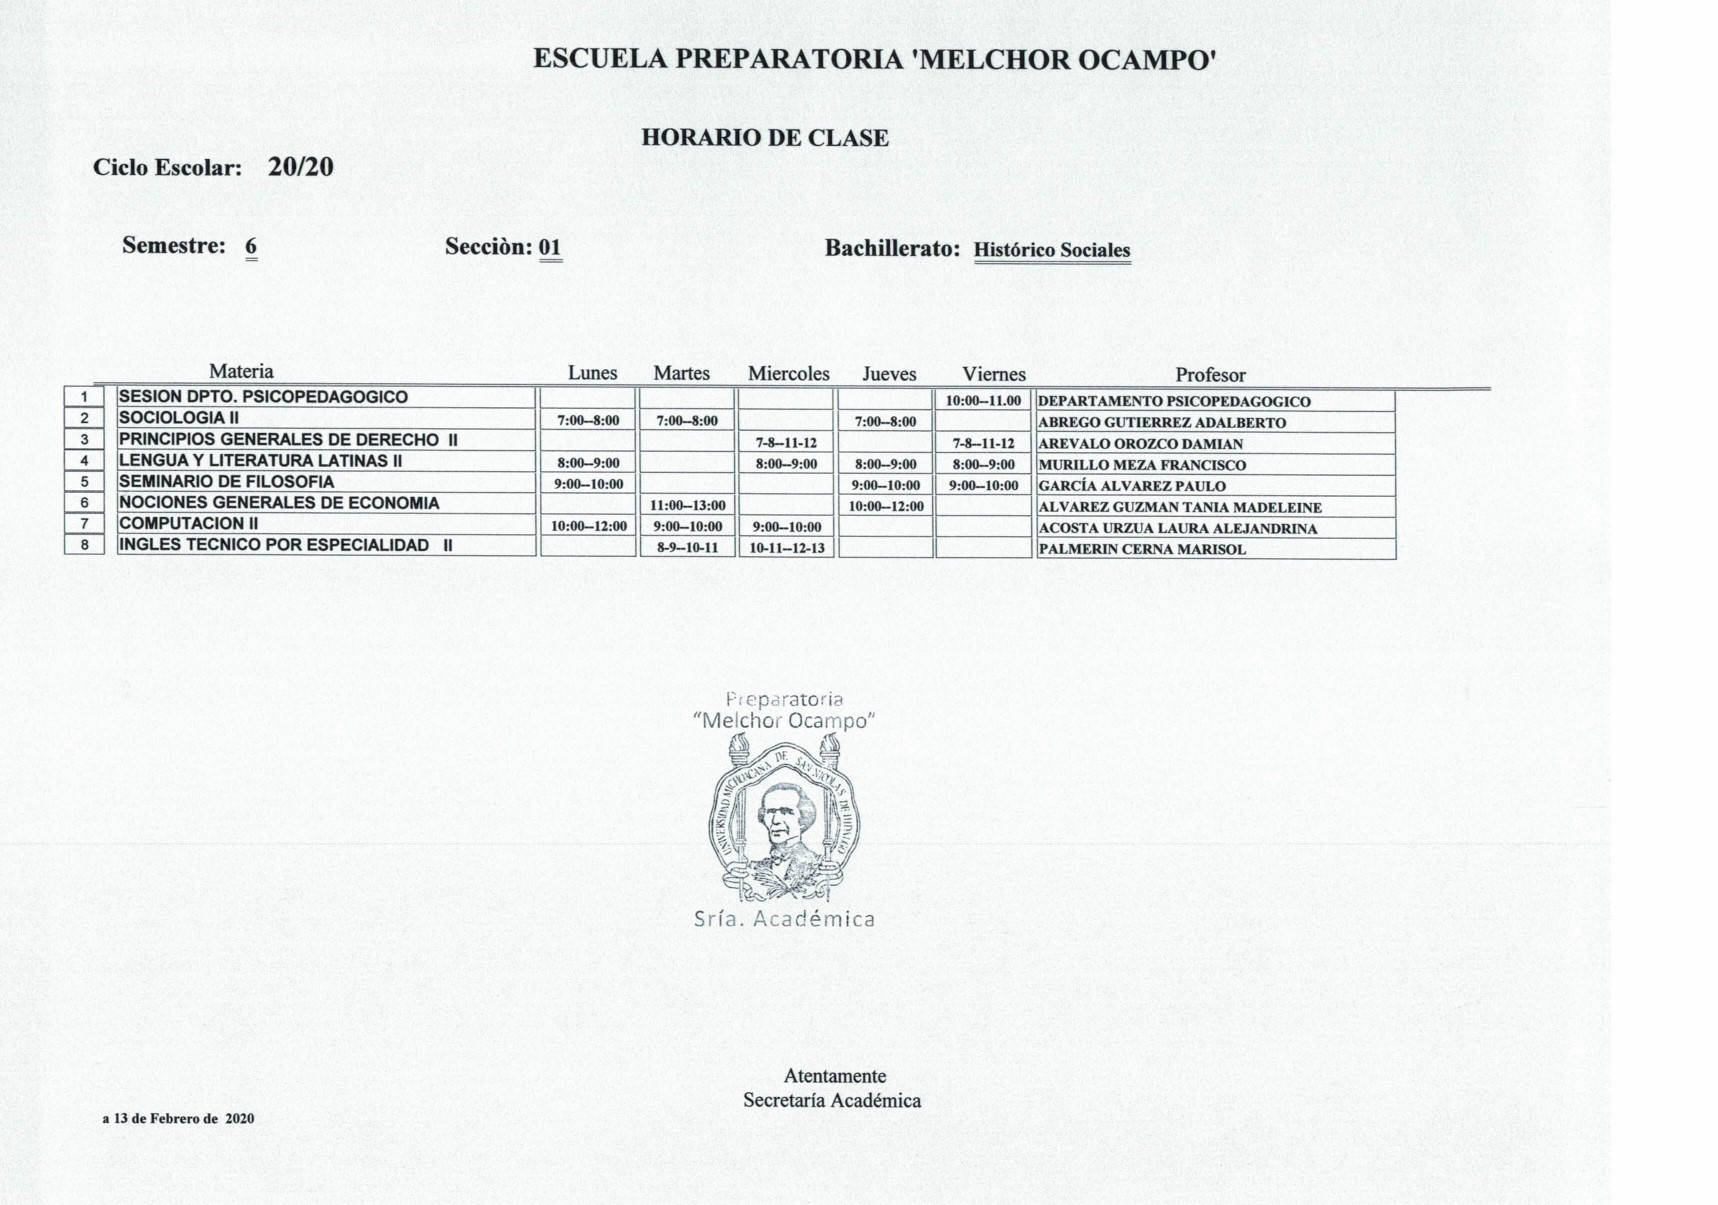 ESCUELA PREPARATORIA 'MELCHOR OCAMPO'
HORARIO DE CLASE
Ciclo Escolar: 20/20
Semestre: 6 Secciòn: 01 Bachillerato: Histórico Sociales
Materia Lunes Martes Miercoles Jueves Viernes Profesor
1 SESION DPTO. PSICOPEDAGOGICO 10:00--11.00 DEPARTAMENTO PSICOPEDAGOGICO
2 SOCIOLOGIA II 7:00--8:00 7:00--8:00 7:00--8:00 ABREGO GUTIERREZ ADALBERTO
3 PRINCIPIOS GENERALES DE DERECHO II 7-8--11-12 7-8--11-12 AREVALO OROZCO DAMIAN
4 LENGUA Y LITERATURA LATINAS II 8:00--9:00 8:00--9:00 8:00--9:00 8:00--9:00 MURILLO MEZA FRANCISCO
5 SEMINARIO DE FILOSOFIA 9:00--10:00 9:00--10:00 9:00--10:00 GARCÍA ALVAREZ PAULO
6 NOCIONES GENERALES DE ECONOMIA 11:00--13:00 10:00--12:00 ALVAREZ GUZMAN TANIA MADELEINE
7 COMPUTACION II 10:00--12:00 9:00--10:00 9:00--10:00 ACOSTA URZUA LAURA ALEJANDRINA
8 INGLES TECNICO POR ESPECIALIDAD II 8-9--10-11 10-11--12-13 PALMERIN CERNA MARISOL
Preparatoria
"Melchor Ocampo"
UNIVERSIDAD MICHOACANA DE SAN NICOLAS DE HIDALGO
Sría. Académica
Atentamente
Secretaría Académica
a 13 de Febrero de 2020